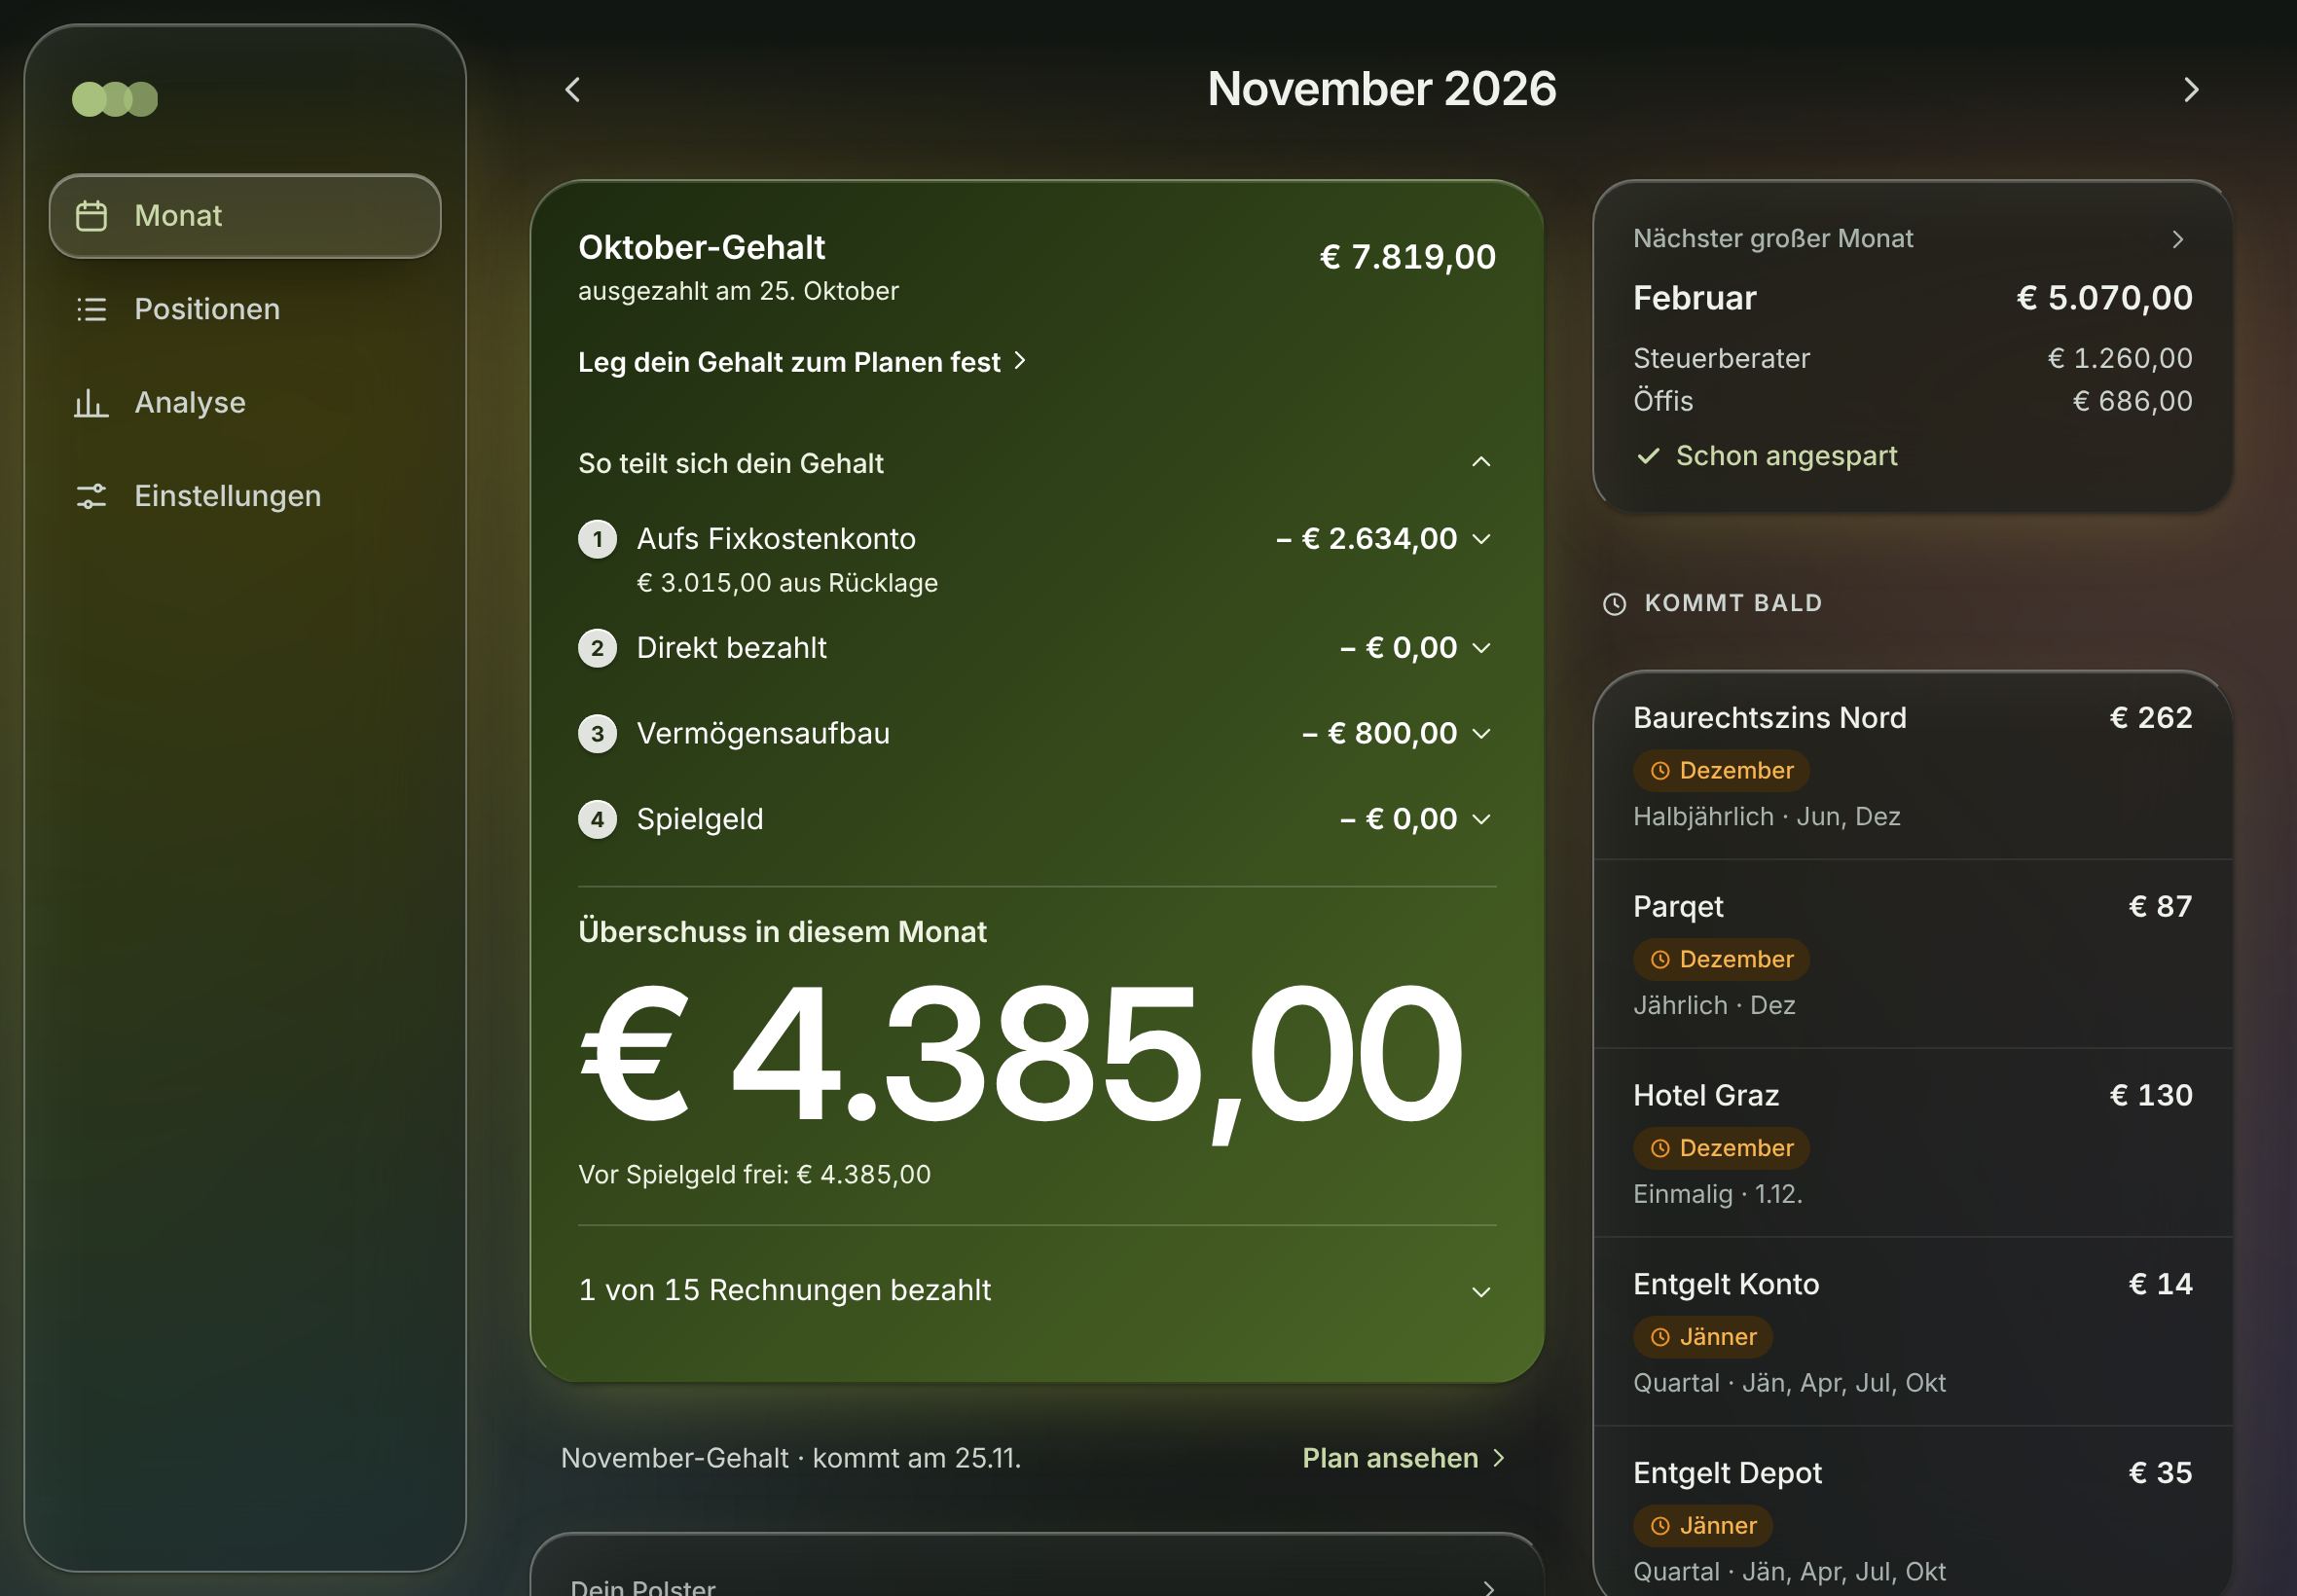 Monat
Positionen
Analyse
Einstellungen
November 2026
Oktober-Gehalt
€ 7.819,00
ausgezahlt am 25. Oktober
Leg dein Gehalt zum Planen fest
So teilt sich dein Gehalt
1 Aufs Fixkostenkonto – € 2.634,00
€ 3.015,00 aus Rücklage
2 Direkt bezahlt – € 0,00
3 Vermögensaufbau – € 800,00
4 Spielgeld – € 0,00
Überschuss in diesem Monat
€ 4.385,00
Vor Spielgeld frei: € 4.385,00
1 von 15 Rechnungen bezahlt
November-Gehalt · kommt am 25.11.
Plan ansehen
Dein Polster
Nächster großer Monat
Februar € 5.070,00
Steuerberater € 1.260,00
Öffis € 686,00
Schon angespart
KOMMT BALD
Baurechtszins Nord € 262
Dezember
Halbjährlich · Jun, Dez
Parqet € 87
Dezember
Jährlich · Dez
Hotel Graz € 130
Dezember
Einmalig · 1.12.
Entgelt Konto € 14
Jänner
Quartal · Jän, Apr, Jul, Okt
Entgelt Depot € 35
Jänner
Quartal · Jän, Apr, Jul, Okt